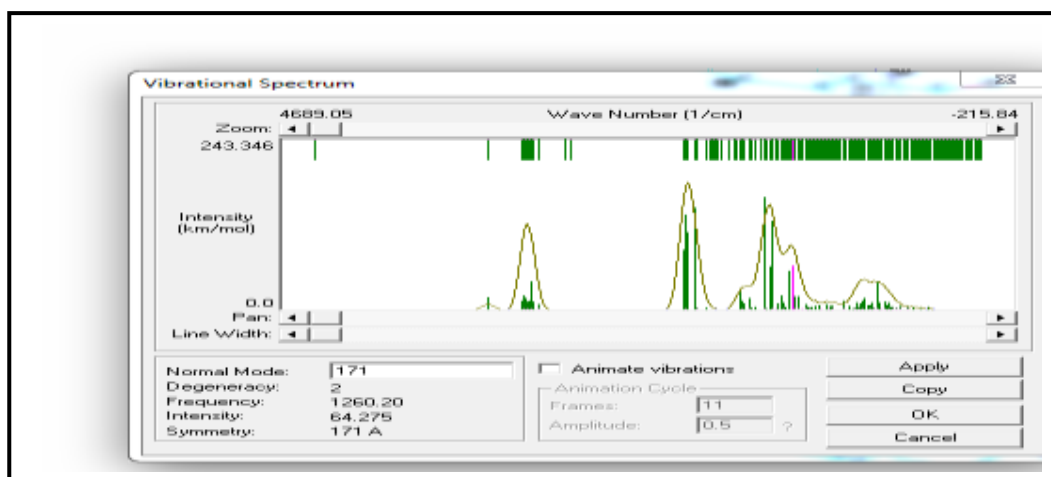 Vibrational Spectrum
4689.05 Wave Number (1/cm) -215.84
Zoom:
243.346
Intensity
(km/mol)
0.0
Pan:
Line Width:
Normal Mode: 171
Degeneracy: 2
Frequency: 1260.20
Intensity: 64.275
Symmetry: 171 A
Animate vibrations
Animation Cycle
Frames: 11
Amplitude: 0.5 ?
Apply
Copy
OK
Cancel